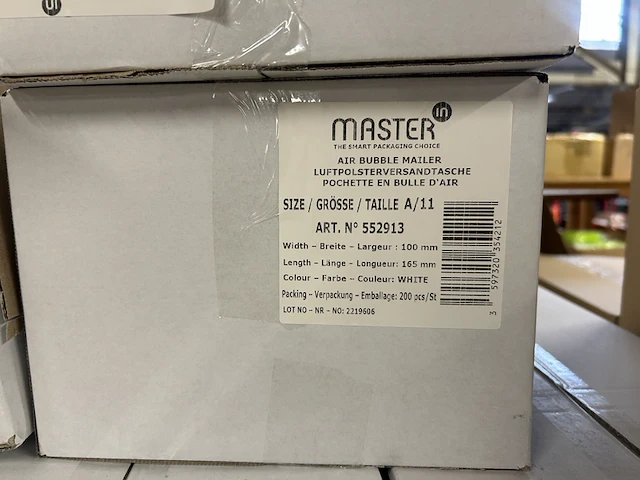 in
MASTER in
THE SMART PACKAGING CHOICE
AIR BUBBLE MAILER
LUFTPOLSTERVERSANDTASCHE
POCHETTE EN BULLE D'AIR
SIZE / GRÖSSE / TAILLE A/11
ART. N° 552913
Width – Breite – Largeur : 100 mm
Length – Länge – Longueur: 165 mm
Colour – Farbe – Couleur: WHITE
Packing – Verpackung – Emballage: 200 pcs/St
LOT NO – NR – NO: 2219606
3 597320 354212